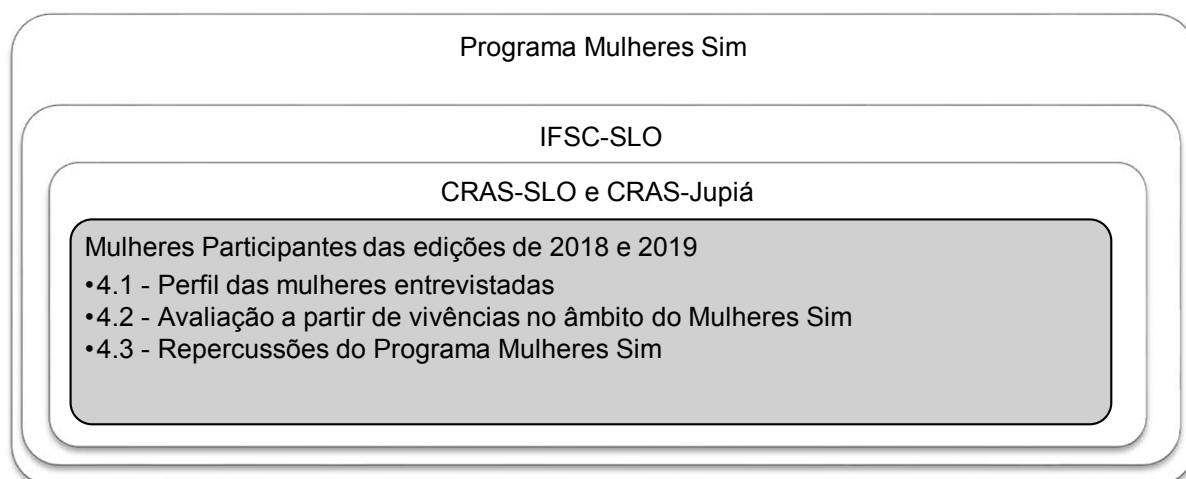 Programa Mulheres Sim
IFSC-SLO
CRAS-SLO e CRAS-Jupiá
Mulheres Participantes das edições de 2018 e 2019
•4.1 - Perfil das mulheres entrevistadas
•4.2 - Avaliação a partir de vivências no âmbito do Mulheres Sim
•4.3 - Repercussões do Programa Mulheres Sim